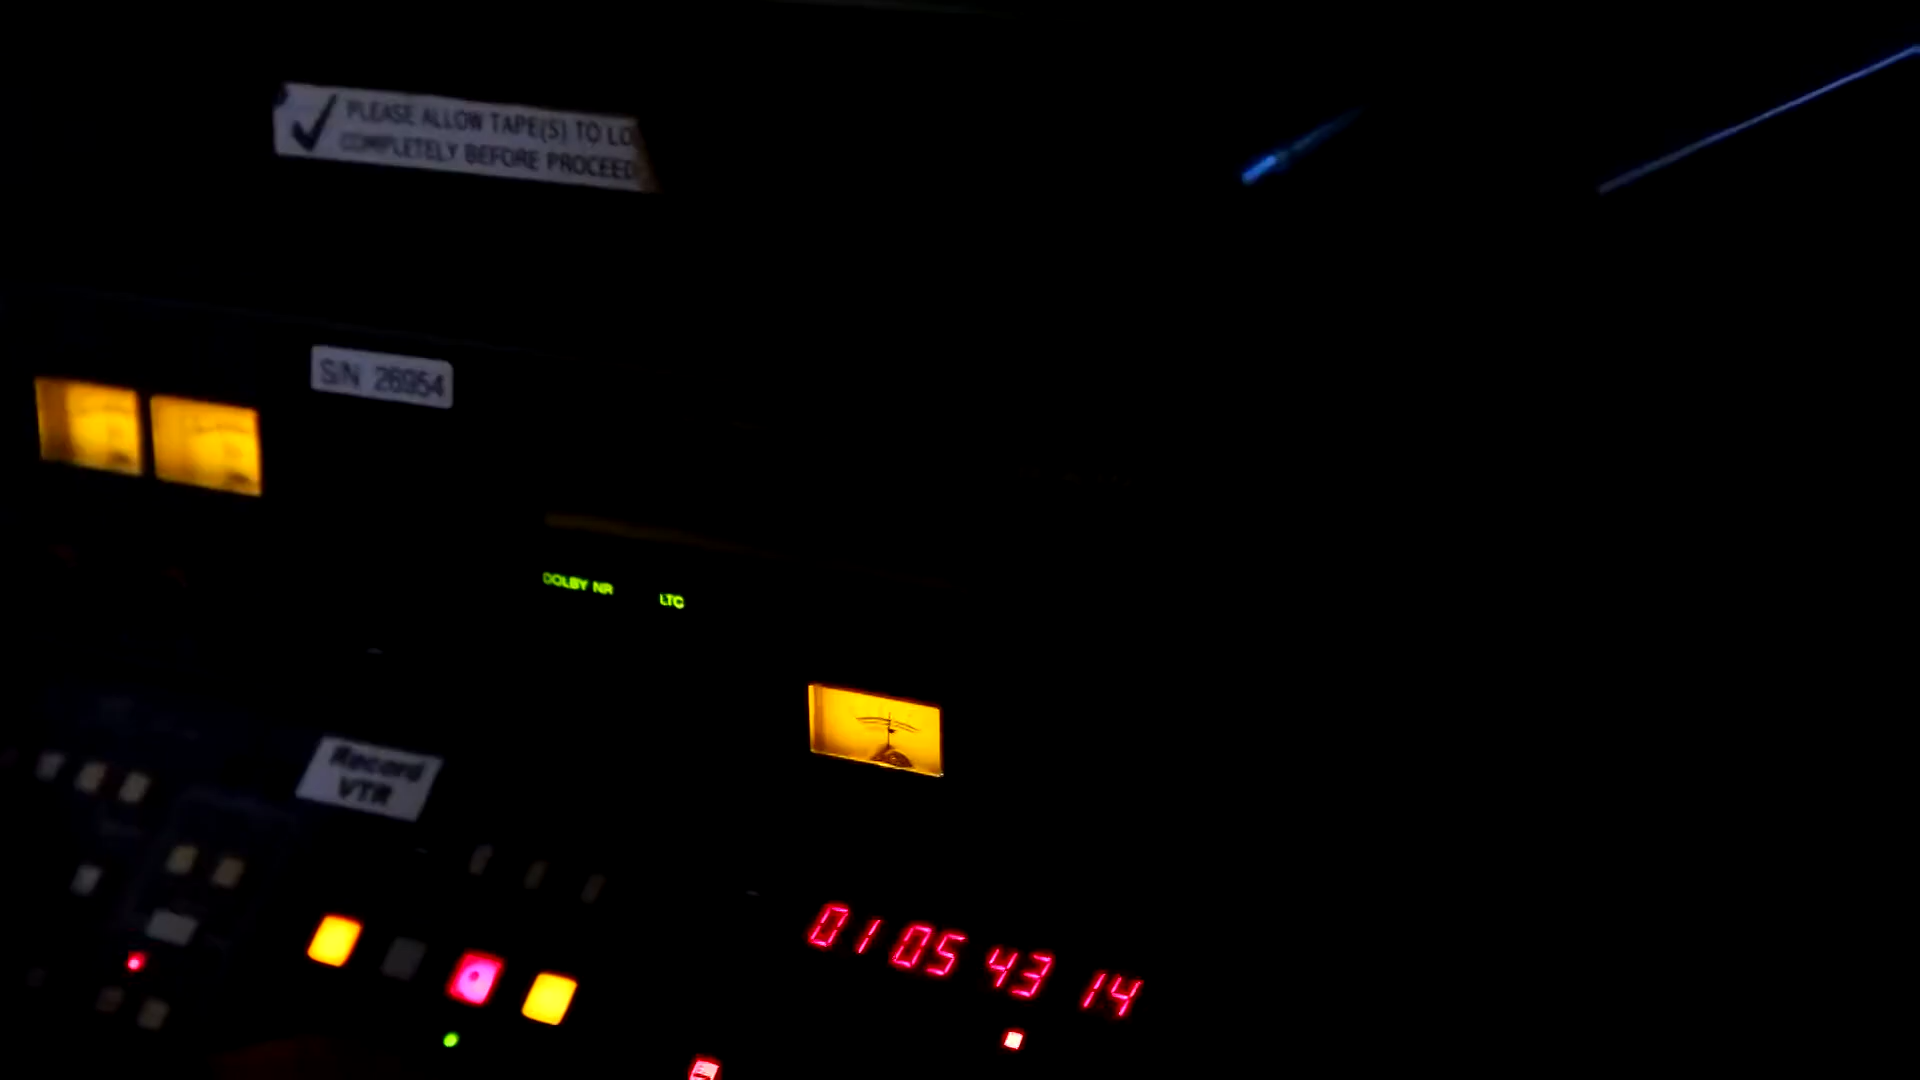 PLEASE ALLOW TAPE(S) TO LO
COMPLETELY BEFORE PROCEED
S/N 26954
DOLBY NR LTC
Record
VTR
01 05 43 14